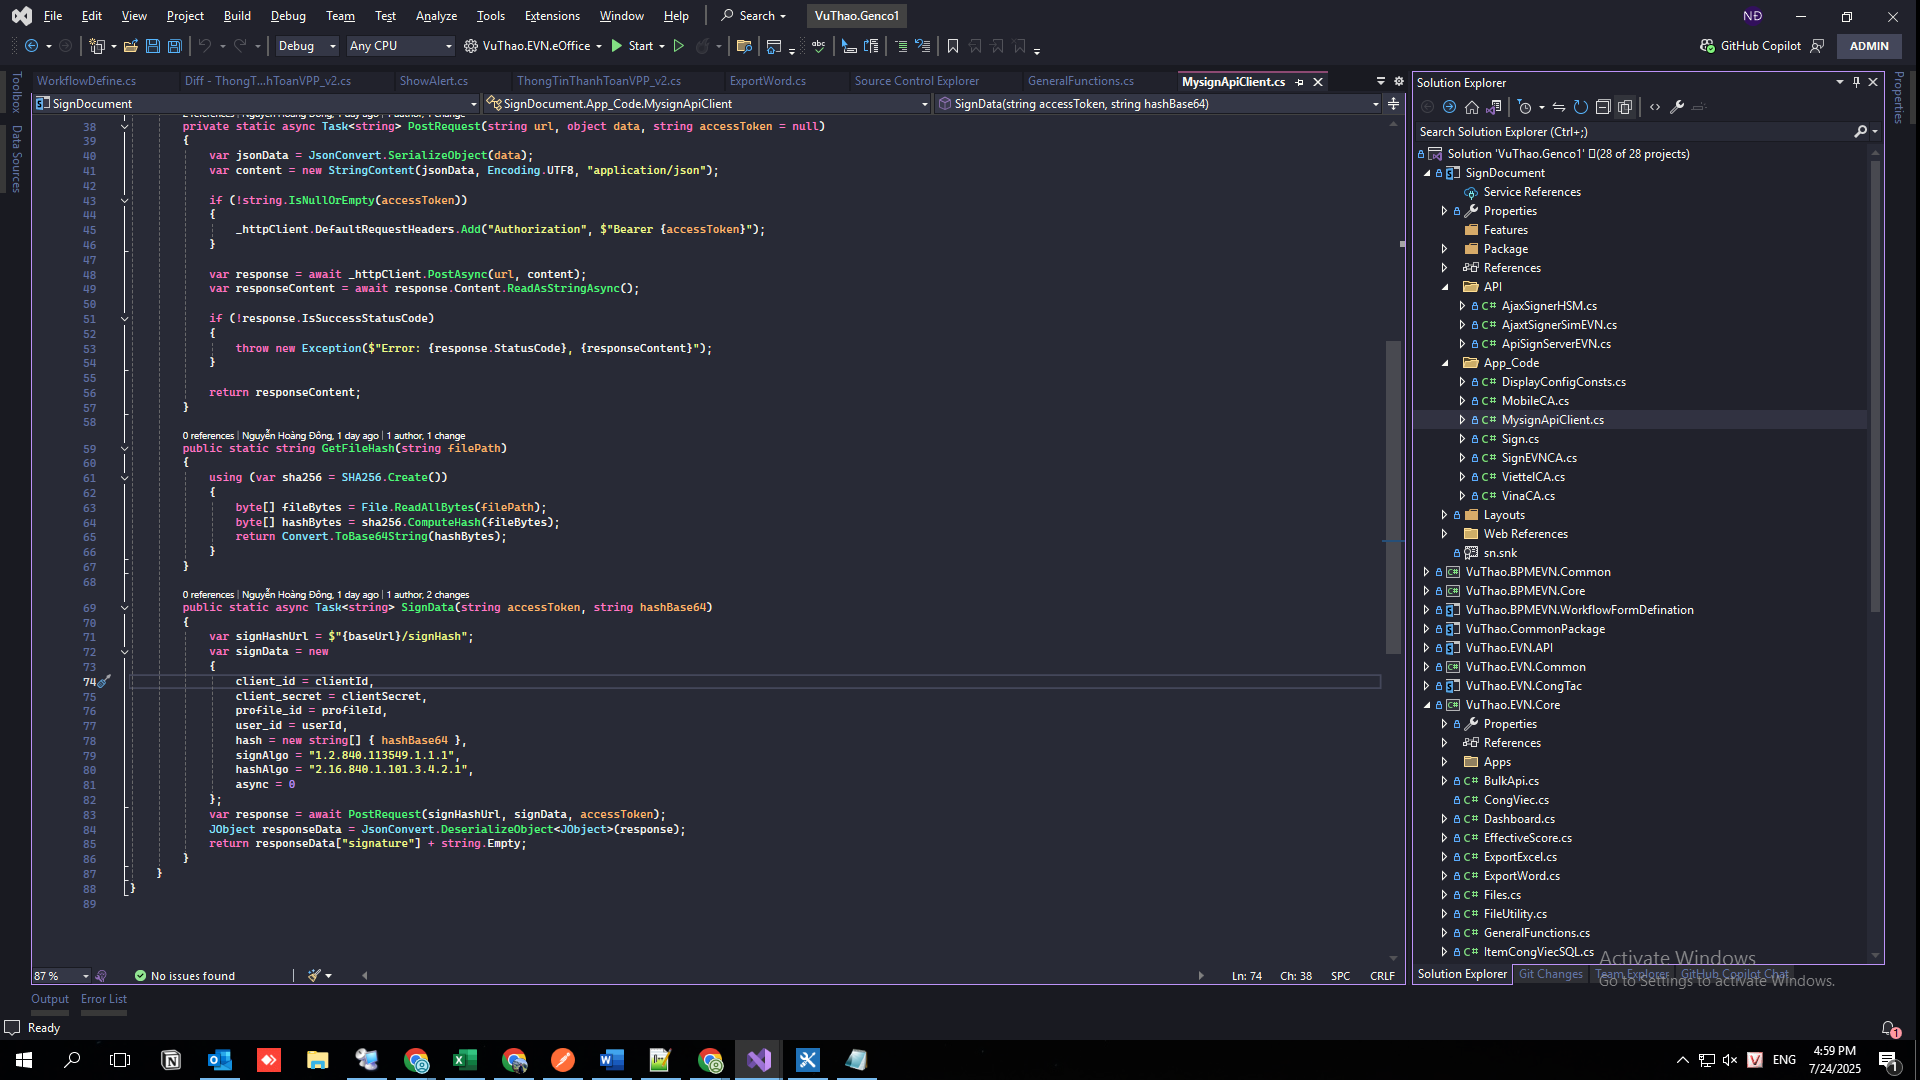 File Edit View Project Build Debug Team Test Analyze Tools Extensions Window Help Search VuThao.Genco1 NĐ
Debug Any CPU VuThao.EVN.eOffice Start GitHub Copilot ADMIN
WorkflowDefine.cs Diff - ThongT...hToanVPP_v2.cs ShowAlert.cs ThongTinThanhToanVPP_v2.cs ExportWord.cs Source Control Explorer GeneralFunctions.cs MysignApiClient.cs
SignDocument SignDocument.App_Code.MysignApiClient SignData(string accessToken, string hashBase64)
Toolbox
Data Sources
38 private static async Task<string> PostRequest(string url, object data, string accessToken = null)
39 {
40 var jsonData = JsonConvert.SerializeObject(data);
41 var content = new StringContent(jsonData, Encoding.UTF8, "application/json");
42
43 if (!string.IsNullOrEmpty(accessToken))
44 {
45 _httpClient.DefaultRequestHeaders.Add("Authorization", $"Bearer {accessToken}");
46 }
47
48 var response = await _httpClient.PostAsync(url, content);
49 var responseContent = await response.Content.ReadAsStringAsync();
50
51 if (!response.IsSuccessStatusCode)
52 {
53 throw new Exception($"Error: {response.StatusCode}, {responseContent}");
54 }
55
56 return responseContent;
57 }
58
0 references | Nguyễn Hoàng Đông, 1 day ago | 1 author, 1 change
59 public static string GetFileHash(string filePath)
60 {
61 using (var sha256 = SHA256.Create())
62 {
63 byte[] fileBytes = File.ReadAllBytes(filePath);
64 byte[] hashBytes = sha256.ComputeHash(fileBytes);
65 return Convert.ToBase64String(hashBytes);
66 }
67 }
68
0 references | Nguyễn Hoàng Đông, 1 day ago | 1 author, 2 changes
69 public static async Task<string> SignData(string accessToken, string hashBase64)
70 {
71 var signHashUrl = $"{baseUrl}/signHash";
72 var signData = new
73 {
74 client_id = clientId,
75 client_secret = clientSecret,
76 profile_id = profileId,
77 user_id = userId,
78 hash = new string[] { hashBase64 },
79 signAlgo = "1.2.840.113549.1.1.1",
80 hashAlgo = "2.16.840.1.101.3.4.2.1",
81 async = 0
82 };
83 var response = await PostRequest(signHashUrl, signData, accessToken);
84 JObject responseData = JsonConvert.DeserializeObject<JObject>(response);
85 return responseData["signature"] + string.Empty;
86 }
87 }
88 }
89
87 % No issues found Ln: 74 Ch: 38 SPC CRLF
Output Error List
Ready
Solution Explorer
Search Solution Explorer (Ctrl+;)
Solution 'VuThao.Genco1' (28 of 28 projects)
SignDocument
Service References
Properties
Features
Package
References
API
C# AjaxSignerHSM.cs
C# AjaxtSignerSimEVN.cs
C# ApiSignServerEVN.cs
App_Code
C# DisplayConfigConsts.cs
C# MobileCA.cs
C# MysignApiClient.cs
C# Sign.cs
C# SignEVNCA.cs
C# ViettelCA.cs
C# VinaCA.cs
Layouts
Web References
sn.snk
VuThao.BPMEVN.Common
VuThao.BPMEVN.Core
VuThao.BPMEVN.WorkflowFormDefination
VuThao.CommonPackage
VuThao.EVN.API
VuThao.EVN.Common
VuThao.EVN.CongTac
VuThao.EVN.Core
Properties
References
Apps
C# BulkApi.cs
C# CongViec.cs
C# Dashboard.cs
C# EffectiveScore.cs
C# ExportExcel.cs
C# ExportWord.cs
C# Files.cs
C# FileUtility.cs
C# GeneralFunctions.cs
C# ItemCongViecSQL.cs
Solution Explorer Git Changes Team Explorer GitHub Copilot Chat
Properties
Activate Windows
Go to Settings to activate Windows.
ENG 4:59 PM
7/24/2025